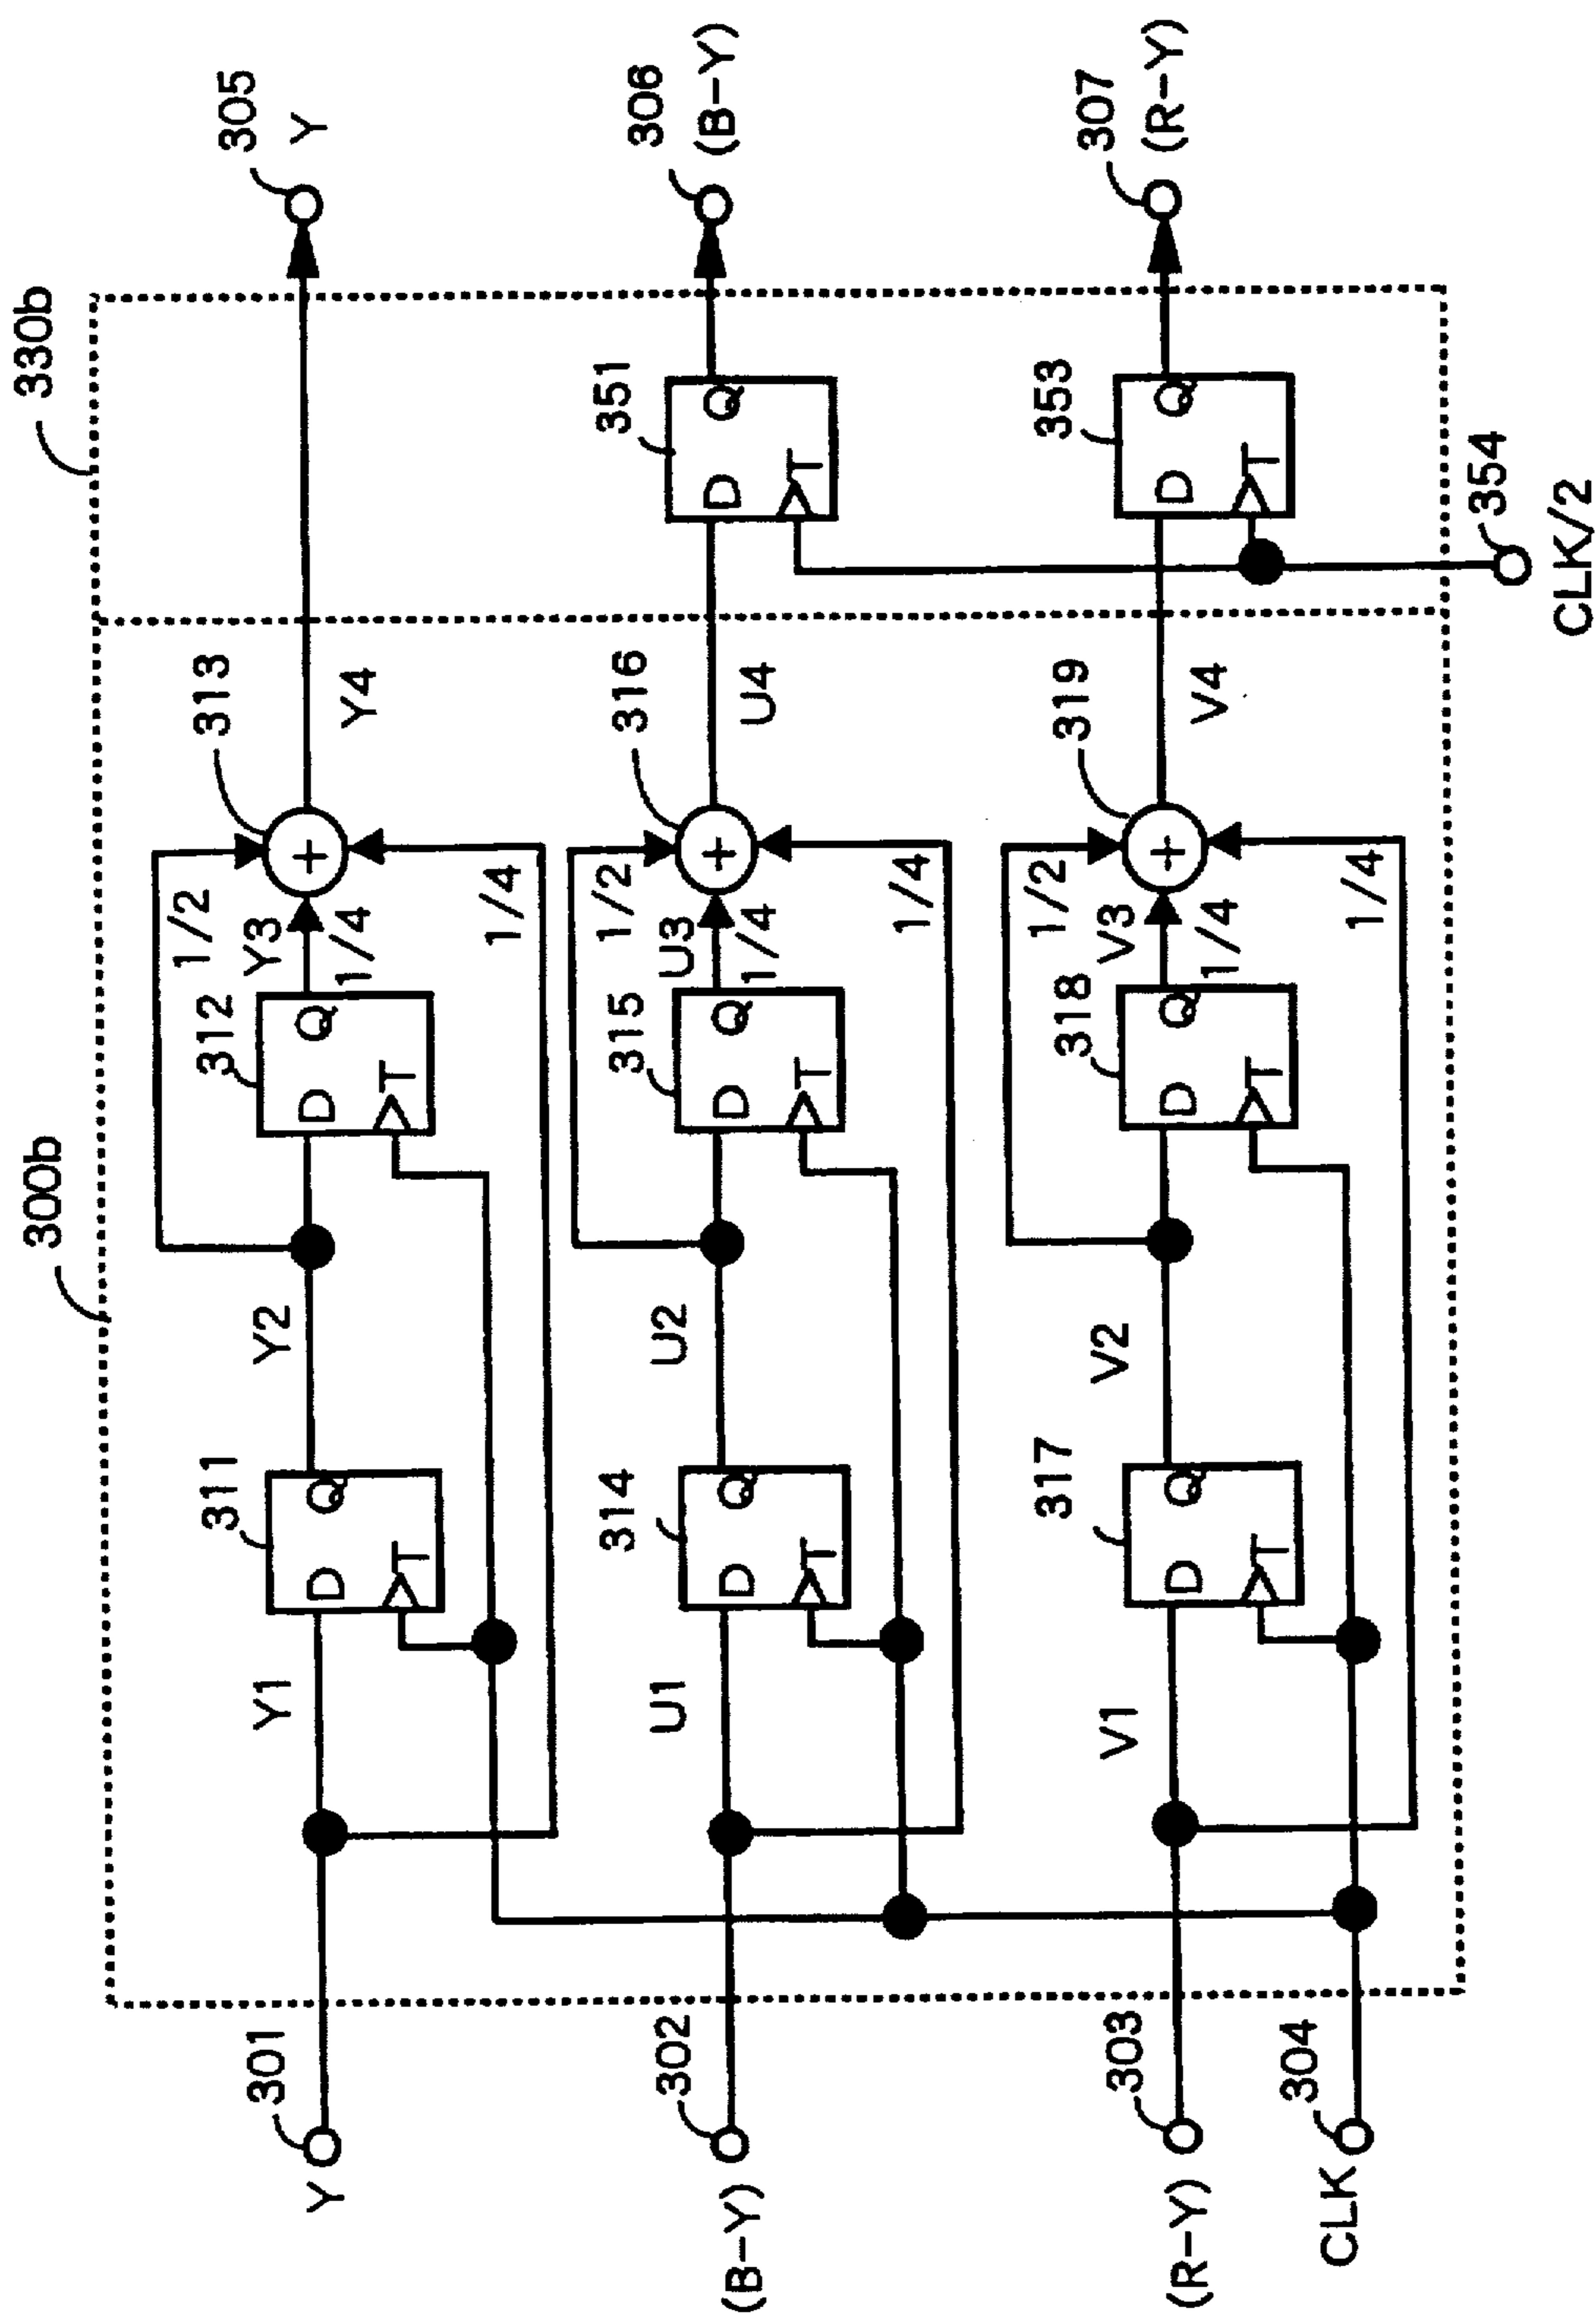 300b
330b
301
Y
Y1
311
D
Q
T
Y2
312
D
Q
T
1/2
Y3
1/4
1/4
313
+
Y4
305
Y
302
(B-Y)
U1
314
D
Q
T
U2
315
D
Q
T
1/2
U3
1/4
1/4
316
+
U4
351
D
Q
T
306
(B-Y)
303
(R-Y)
V1
317
D
Q
T
V2
318
D
Q
T
1/2
V3
1/4
1/4
319
+
V4
353
D
Q
T
307
(R-Y)
304
CLK
354
CLK/2